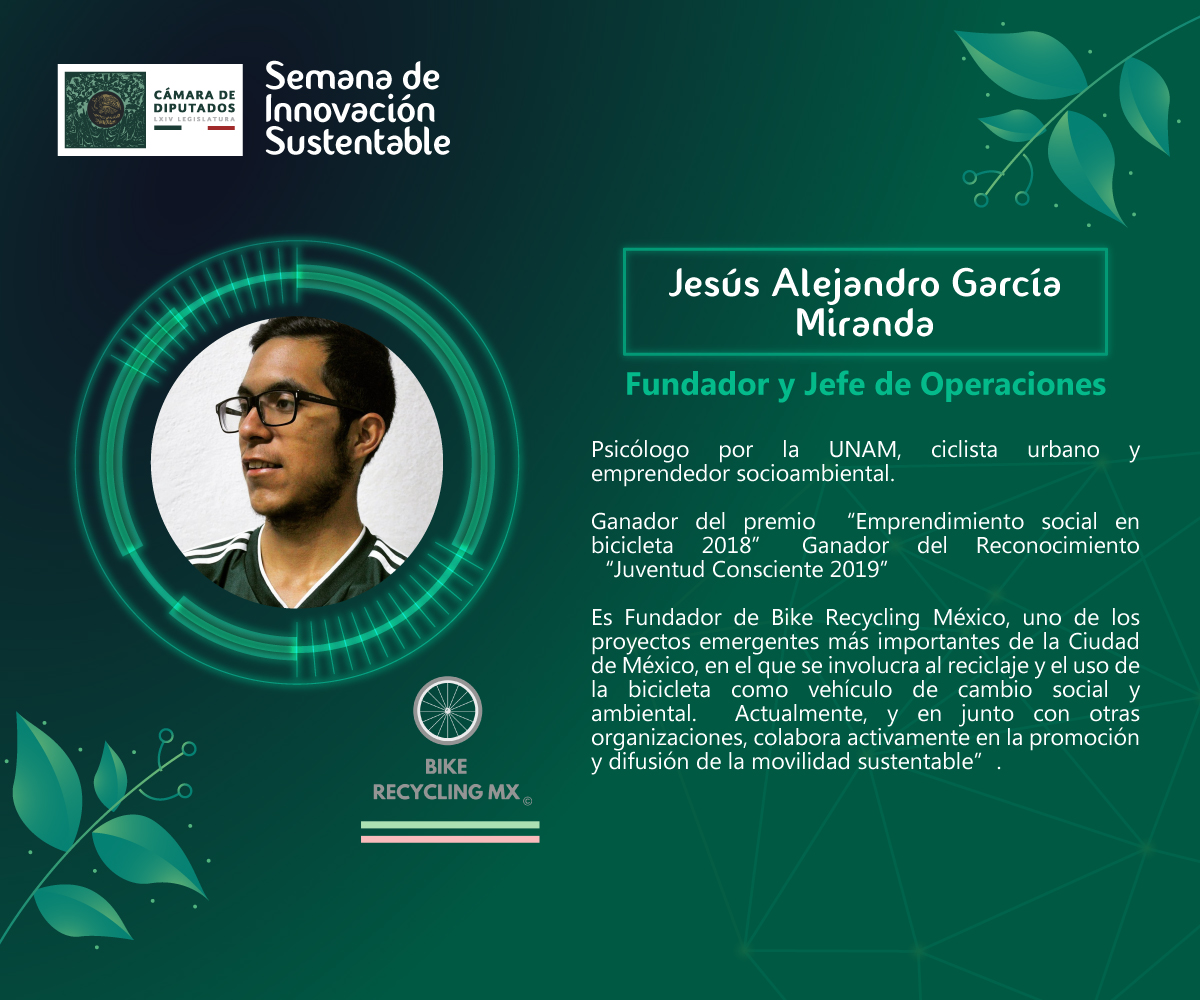 CÁMARA DE
DIPUTADOS
LXIV LEGISLATURA
Semana de
Innovación
Sustentable
Jesús Alejandro García
Miranda
Fundador y Jefe de Operaciones
Psicólogo por la UNAM, ciclista urbano y
emprendedor socioambiental.
Ganador del premio “Emprendimiento social en
bicicleta 2018” Ganador del Reconocimiento
“Juventud Consciente 2019”
Es Fundador de Bike Recycling México, uno de los
proyectos emergentes más importantes de la Ciudad
de México, en el que se involucra al reciclaje y el uso de
la bicicleta como vehículo de cambio social y
ambiental. Actualmente, y en junto con otras
organizaciones, colabora activamente en la promoción
y difusión de la movilidad sustentable” .
BIKE
RECYCLING MX ©